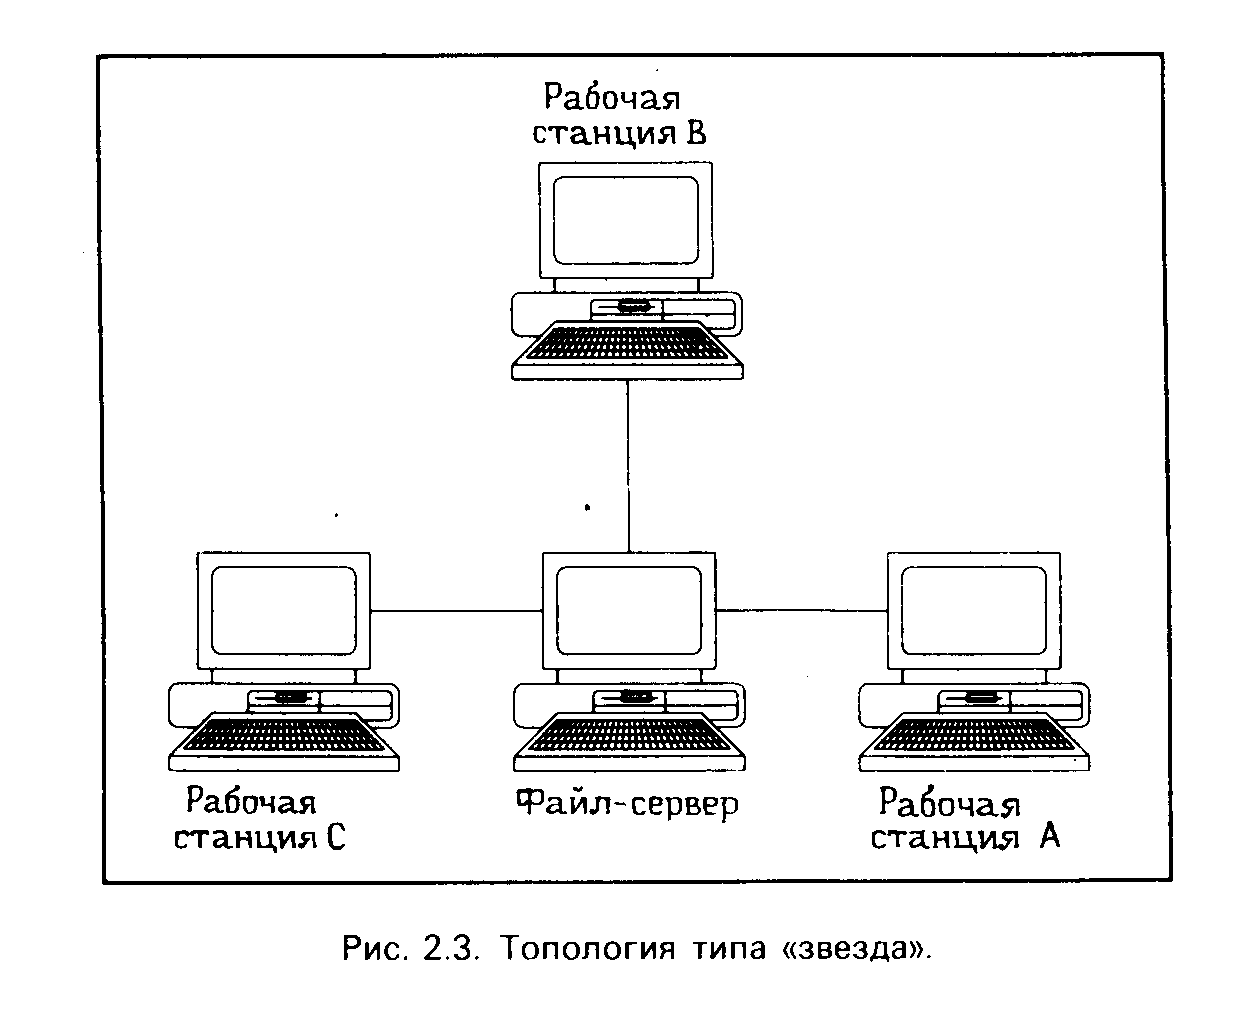 Рабочая
станция В
Рабочая
станция С
Файл-сервер
Рабочая
станция А
Рис. 2.3. Топология типа «звезда».